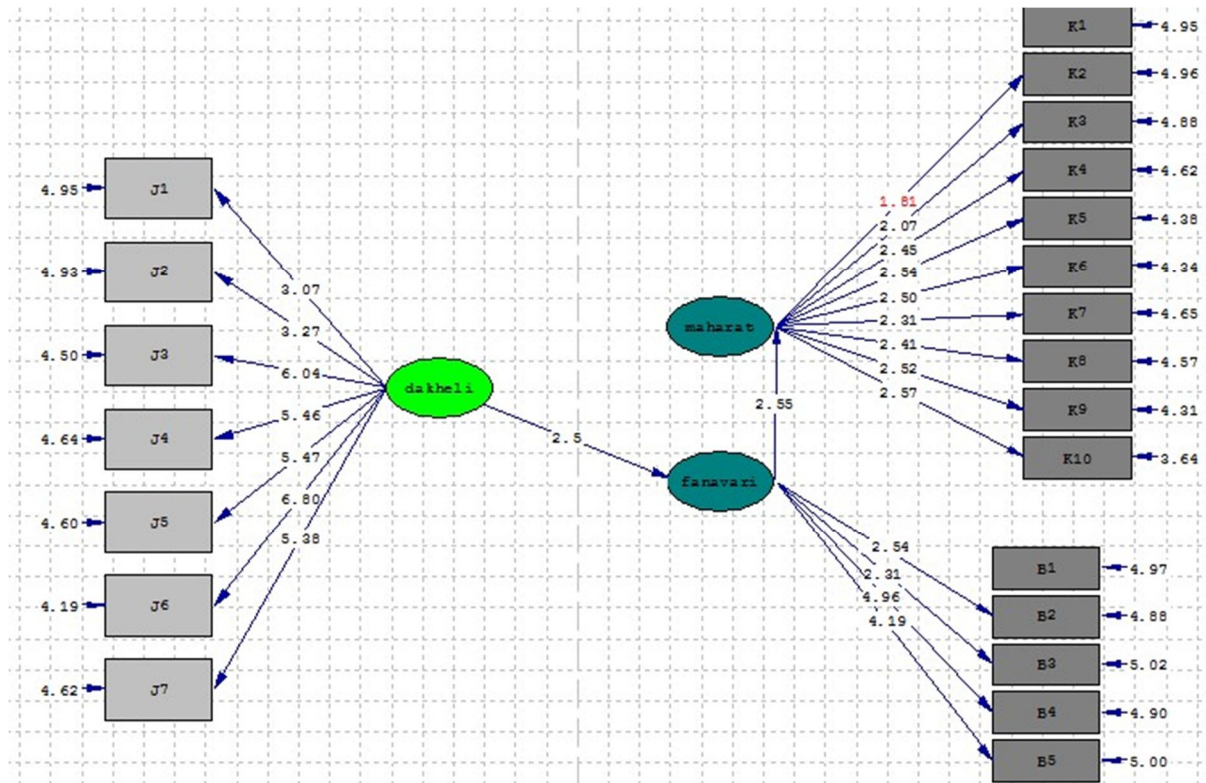 K1 4.95
K2 4.96
K3 4.88
K4 4.62
K5 4.38
K6 4.34
K7 4.65
K8 4.57
K9 4.31
K10 3.64
4.95 J1
4.93 J2
4.50 J3
4.64 J4
4.60 J5
4.19 J6
4.62 J7
3.07
3.27
6.04
5.46
5.47
6.80
5.38
dakheli
2.5
maharat
2.55
fanavari
1.81
2.07
2.45
2.54
2.50
2.31
2.41
2.52
2.57
2.54
2.31
4.96
4.19
B1 4.97
B2 4.88
B3 5.02
B4 4.90
B5 5.00